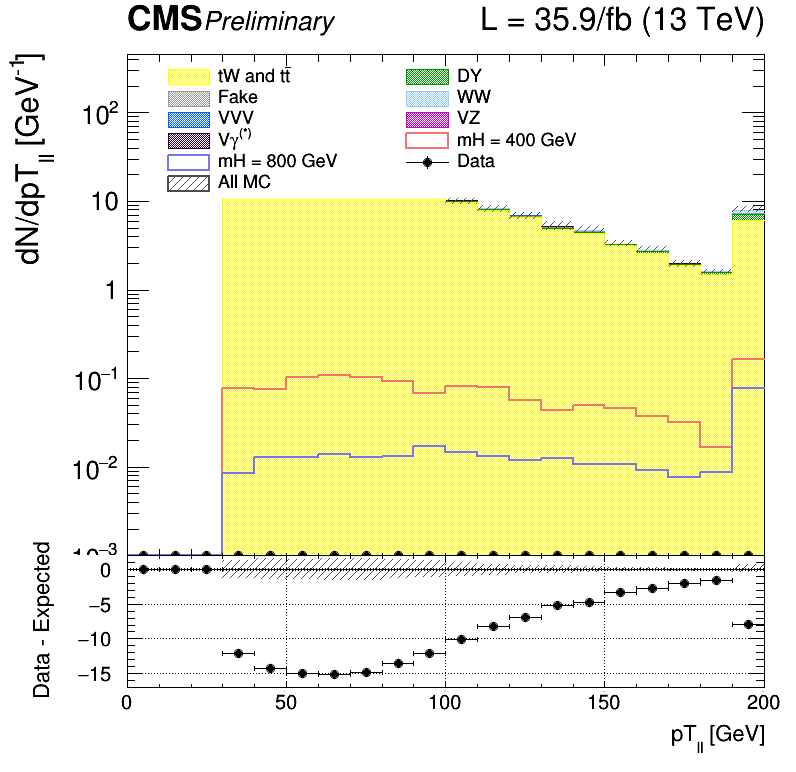 CMS Preliminary L = 35.9/fb (13 TeV)
dN/dpT_ll [GeV⁻¹]
tW and tt̄ DY
Fake WW
VVV VZ
Vγ(*) mH = 400 GeV
mH = 800 GeV Data
All MC
10²
10
1
10⁻¹
10⁻²
10⁻³
Data - Expected
0
−5
−10
−15
0 50 100 150 200
pT_ll [GeV]